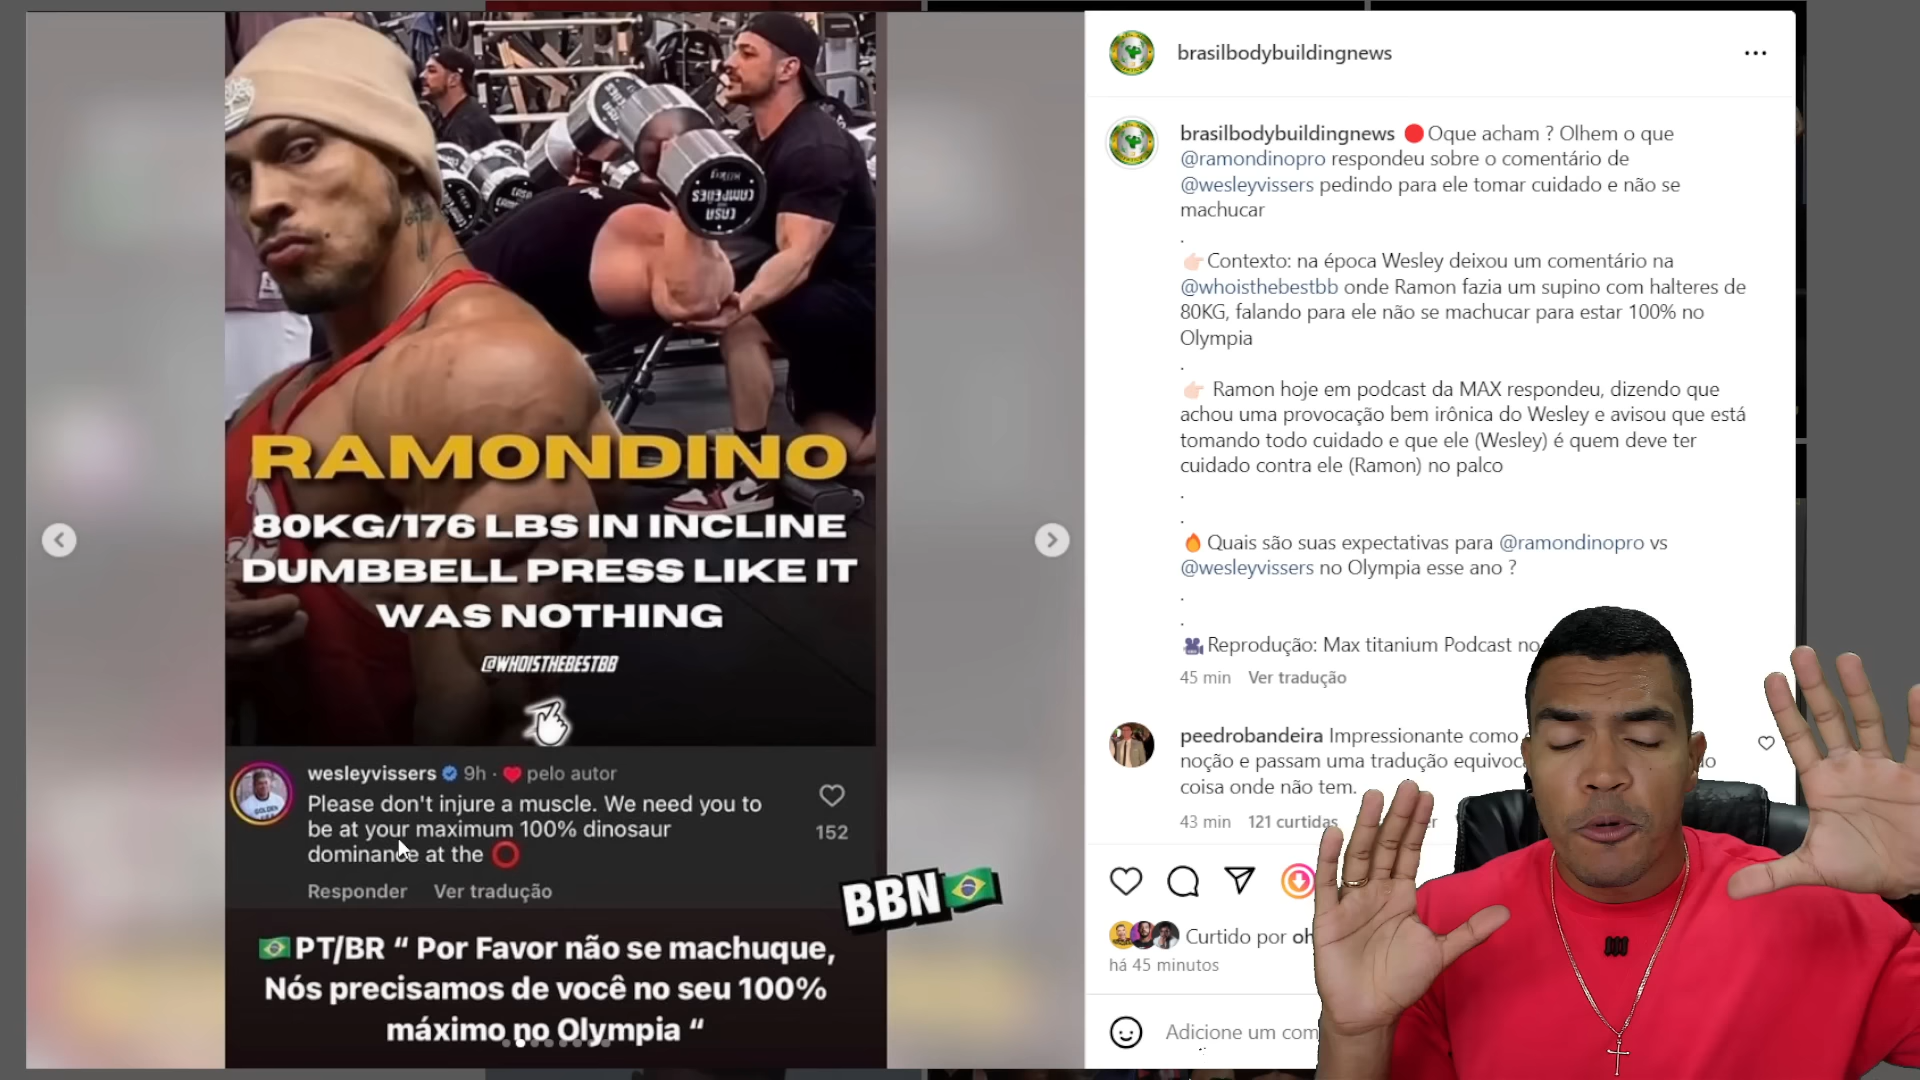 RAMONDINO
80KG/176 LBS IN INCLINE
DUMBBELL PRESS LIKE IT
WAS NOTHING
@WHOISTHEBESTBB
wesleyvissers 9h · pelo autor
Please don't injure a muscle. We need you to
be at your maximum 100% dinosaur
dominance at the ⭕
152
Responder Ver tradução
BBN
🇧🇷 PT/BR “ Por Favor não se machuque,
Nós precisamos de você no seu 100%
máximo no Olympia “
brasilbodybuildingnews
brasilbodybuildingnews 🔴Oque acham ? Olhem o que
@ramondinopro respondeu sobre o comentário de
@wesleyvissers pedindo para ele tomar cuidado e não se
machucar
.
👉🏻Contexto: na época Wesley deixou um comentário na
@whoisthebestbb onde Ramon fazia um supino com halteres de
80KG, falando para ele não se machucar para estar 100% no
Olympia
.
👉🏻 Ramon hoje em podcast da MAX respondeu, dizendo que
achou uma provocação bem irônica do Wesley e avisou que está
tomando todo cuidado e que ele (Wesley) é quem deve ter
cuidado contra ele (Ramon) no palco
.
.
🔥Quais são suas expectativas para @ramondinopro vs
@wesleyvissers no Olympia esse ano ?
.
.
🎥Reprodução: Max titanium Podcast no
45 min Ver tradução
peedrobandeira Impressionante como
noção e passam uma tradução
coisa onde não tem.
43 min 121 curtidas
Curtido por
há 45 minutos
Adicione um